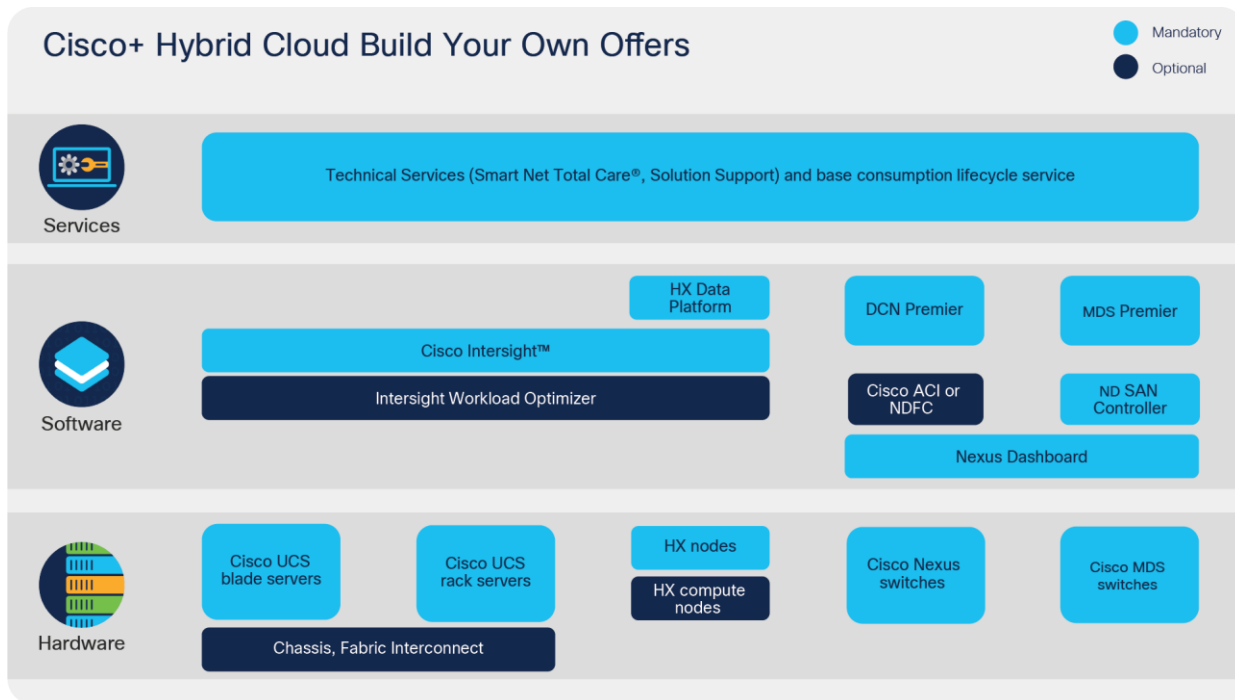 Cisco+ Hybrid Cloud Build Your Own Offers
Mandatory
Optional
Services
Technical Services (Smart Net Total Care®, Solution Support) and base consumption lifecycle service
Software
HX Data
Platform
Cisco Intersight™
Intersight Workload Optimizer
DCN Premier
MDS Premier
Cisco ACI or
NDFC
ND SAN
Controller
Nexus Dashboard
Hardware
Cisco UCS
blade servers
Cisco UCS
rack servers
Chassis, Fabric Interconnect
HX nodes
HX compute
nodes
Cisco Nexus
switches
Cisco MDS
switches